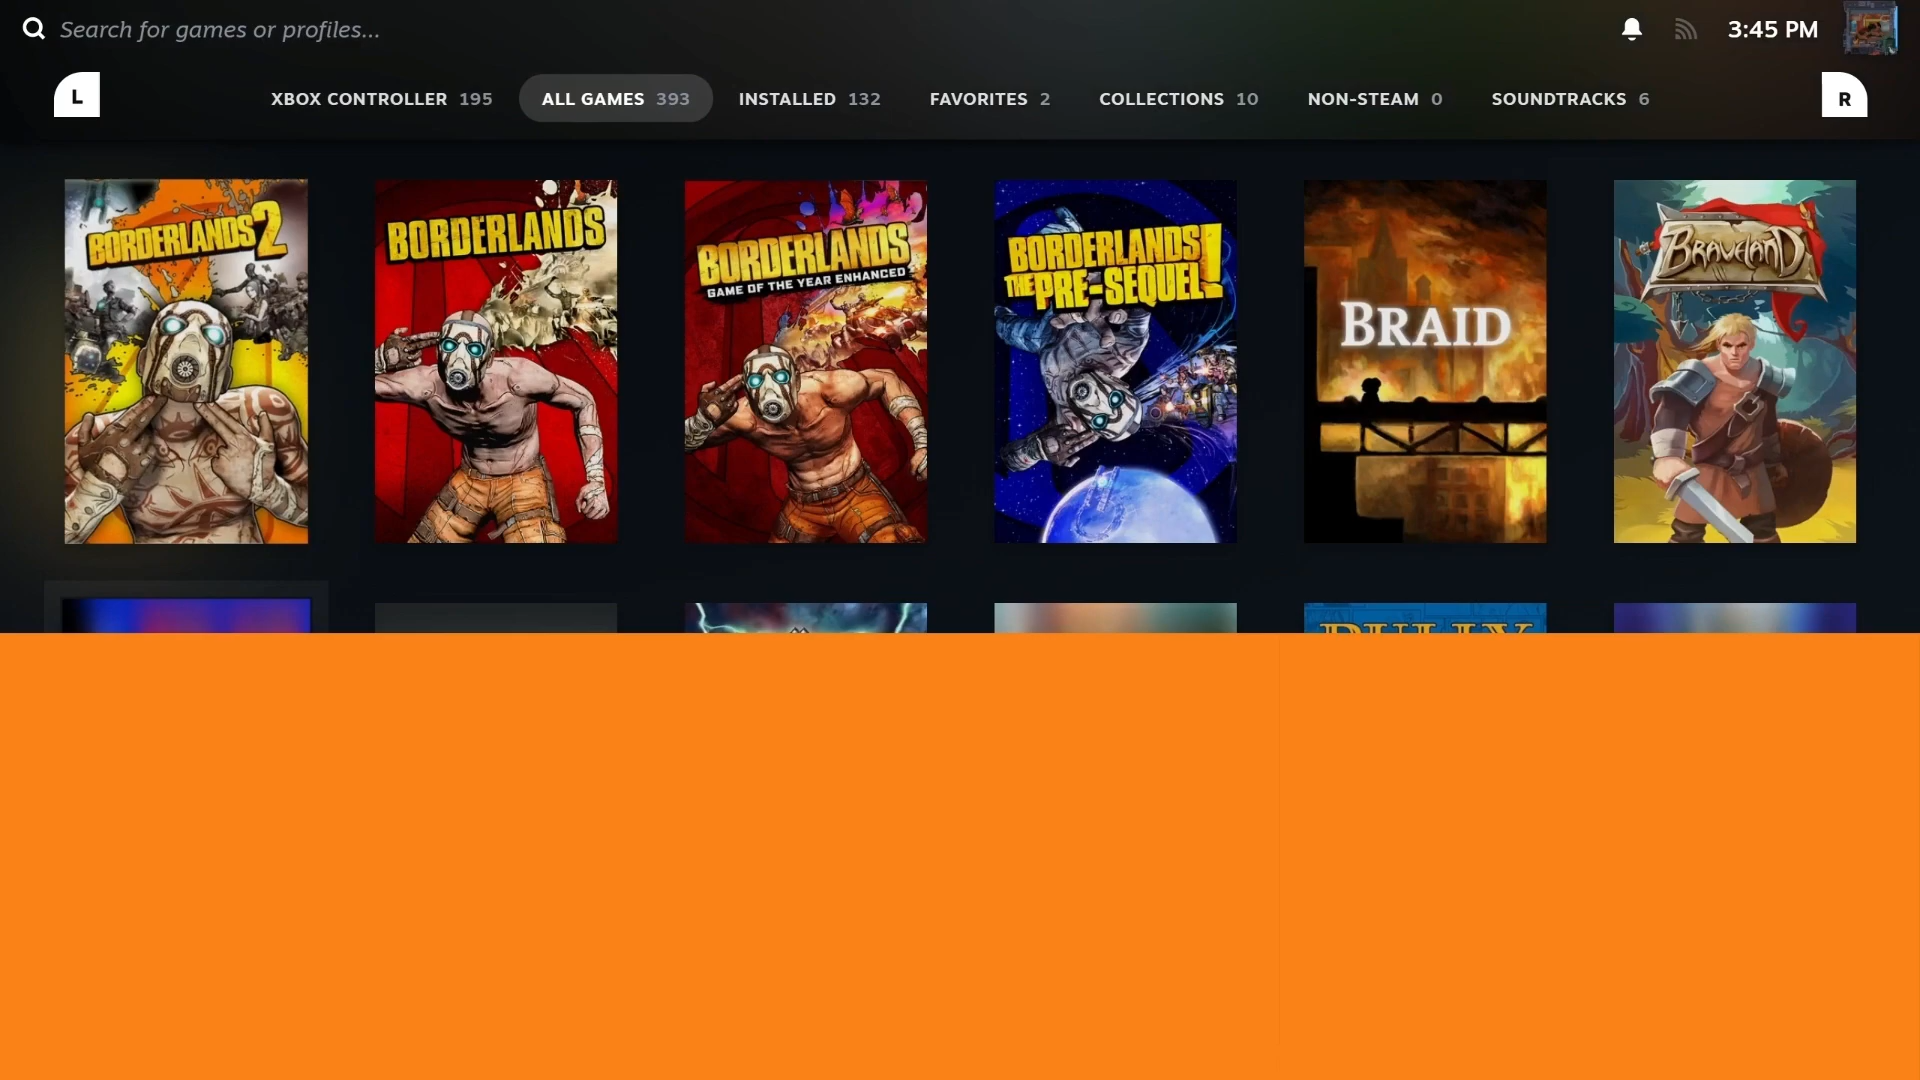 Search for games or profiles...
3:45 PM
L
XBOX CONTROLLER 195
ALL GAMES 393
INSTALLED 132
FAVORITES 2
COLLECTIONS 10
NON-STEAM 0
SOUNDTRACKS 6
R
BORDERLANDS 2
BORDERLANDS
BORDERLANDS
GAME OF THE YEAR ENHANCED
BORDERLANDS
THE PRE-SEQUEL!
BRAID
BRAVELAND